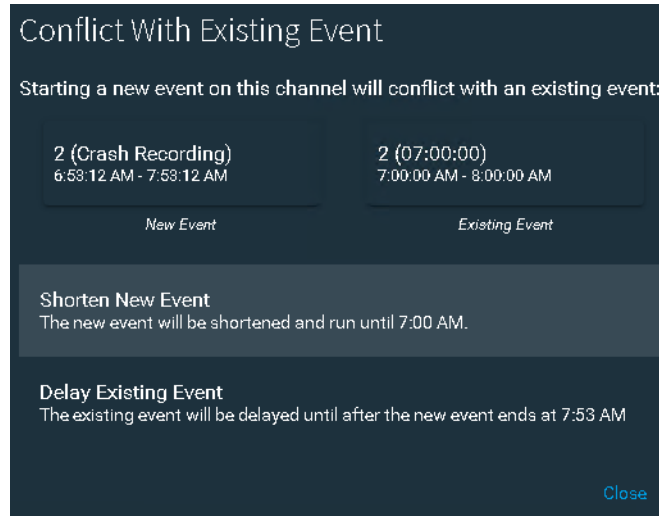 Conflict With Existing Event
Starting a new event on this channel will conflict with an existing event:
2 (Crash Recording)
6:53:12 AM - 7:53:12 AM
New Event
2 (07:00:00)
7:00:00 AM - 8:00:00 AM
Existing Event
Shorten New Event
The new event will be shortened and run until 7:00 AM.
Delay Existing Event
The existing event will be delayed until after the new event ends at 7:53 AM
Close